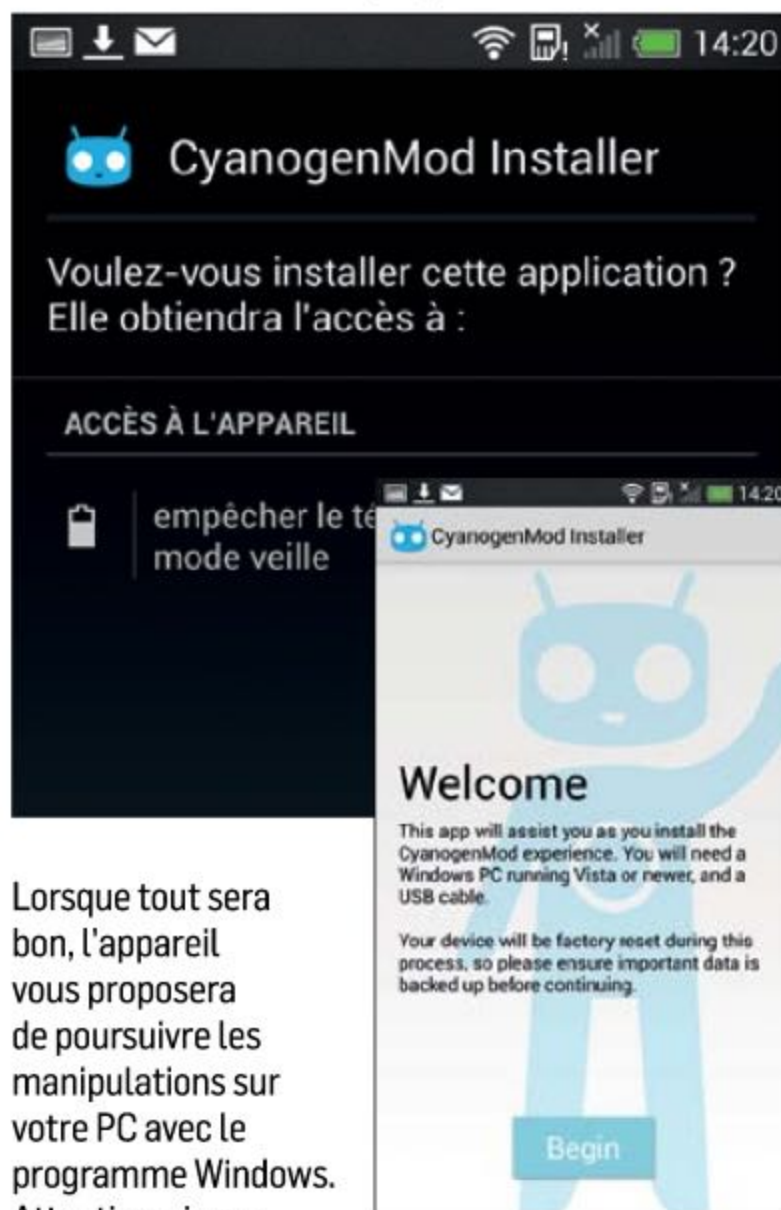 14:20
CyanogenMod Installer
Voulez-vous installer cette application ?
Elle obtiendra l'accès à :
ACCÈS À L'APPAREIL
empêcher le té
mode veille
14:20
CyanogenMod Installer
Welcome
This app will assist you as you install the
CyanogenMod experience. You will need a
Windows PC running Vista or newer, and a
USB cable.
Your device will be factory reset during this
process, so please ensure important data is
backed up before continuing.
Begin
Lorsque tout sera
bon, l'appareil
vous proposera
de poursuivre les
manipulations sur
votre PC avec le
programme Windows.